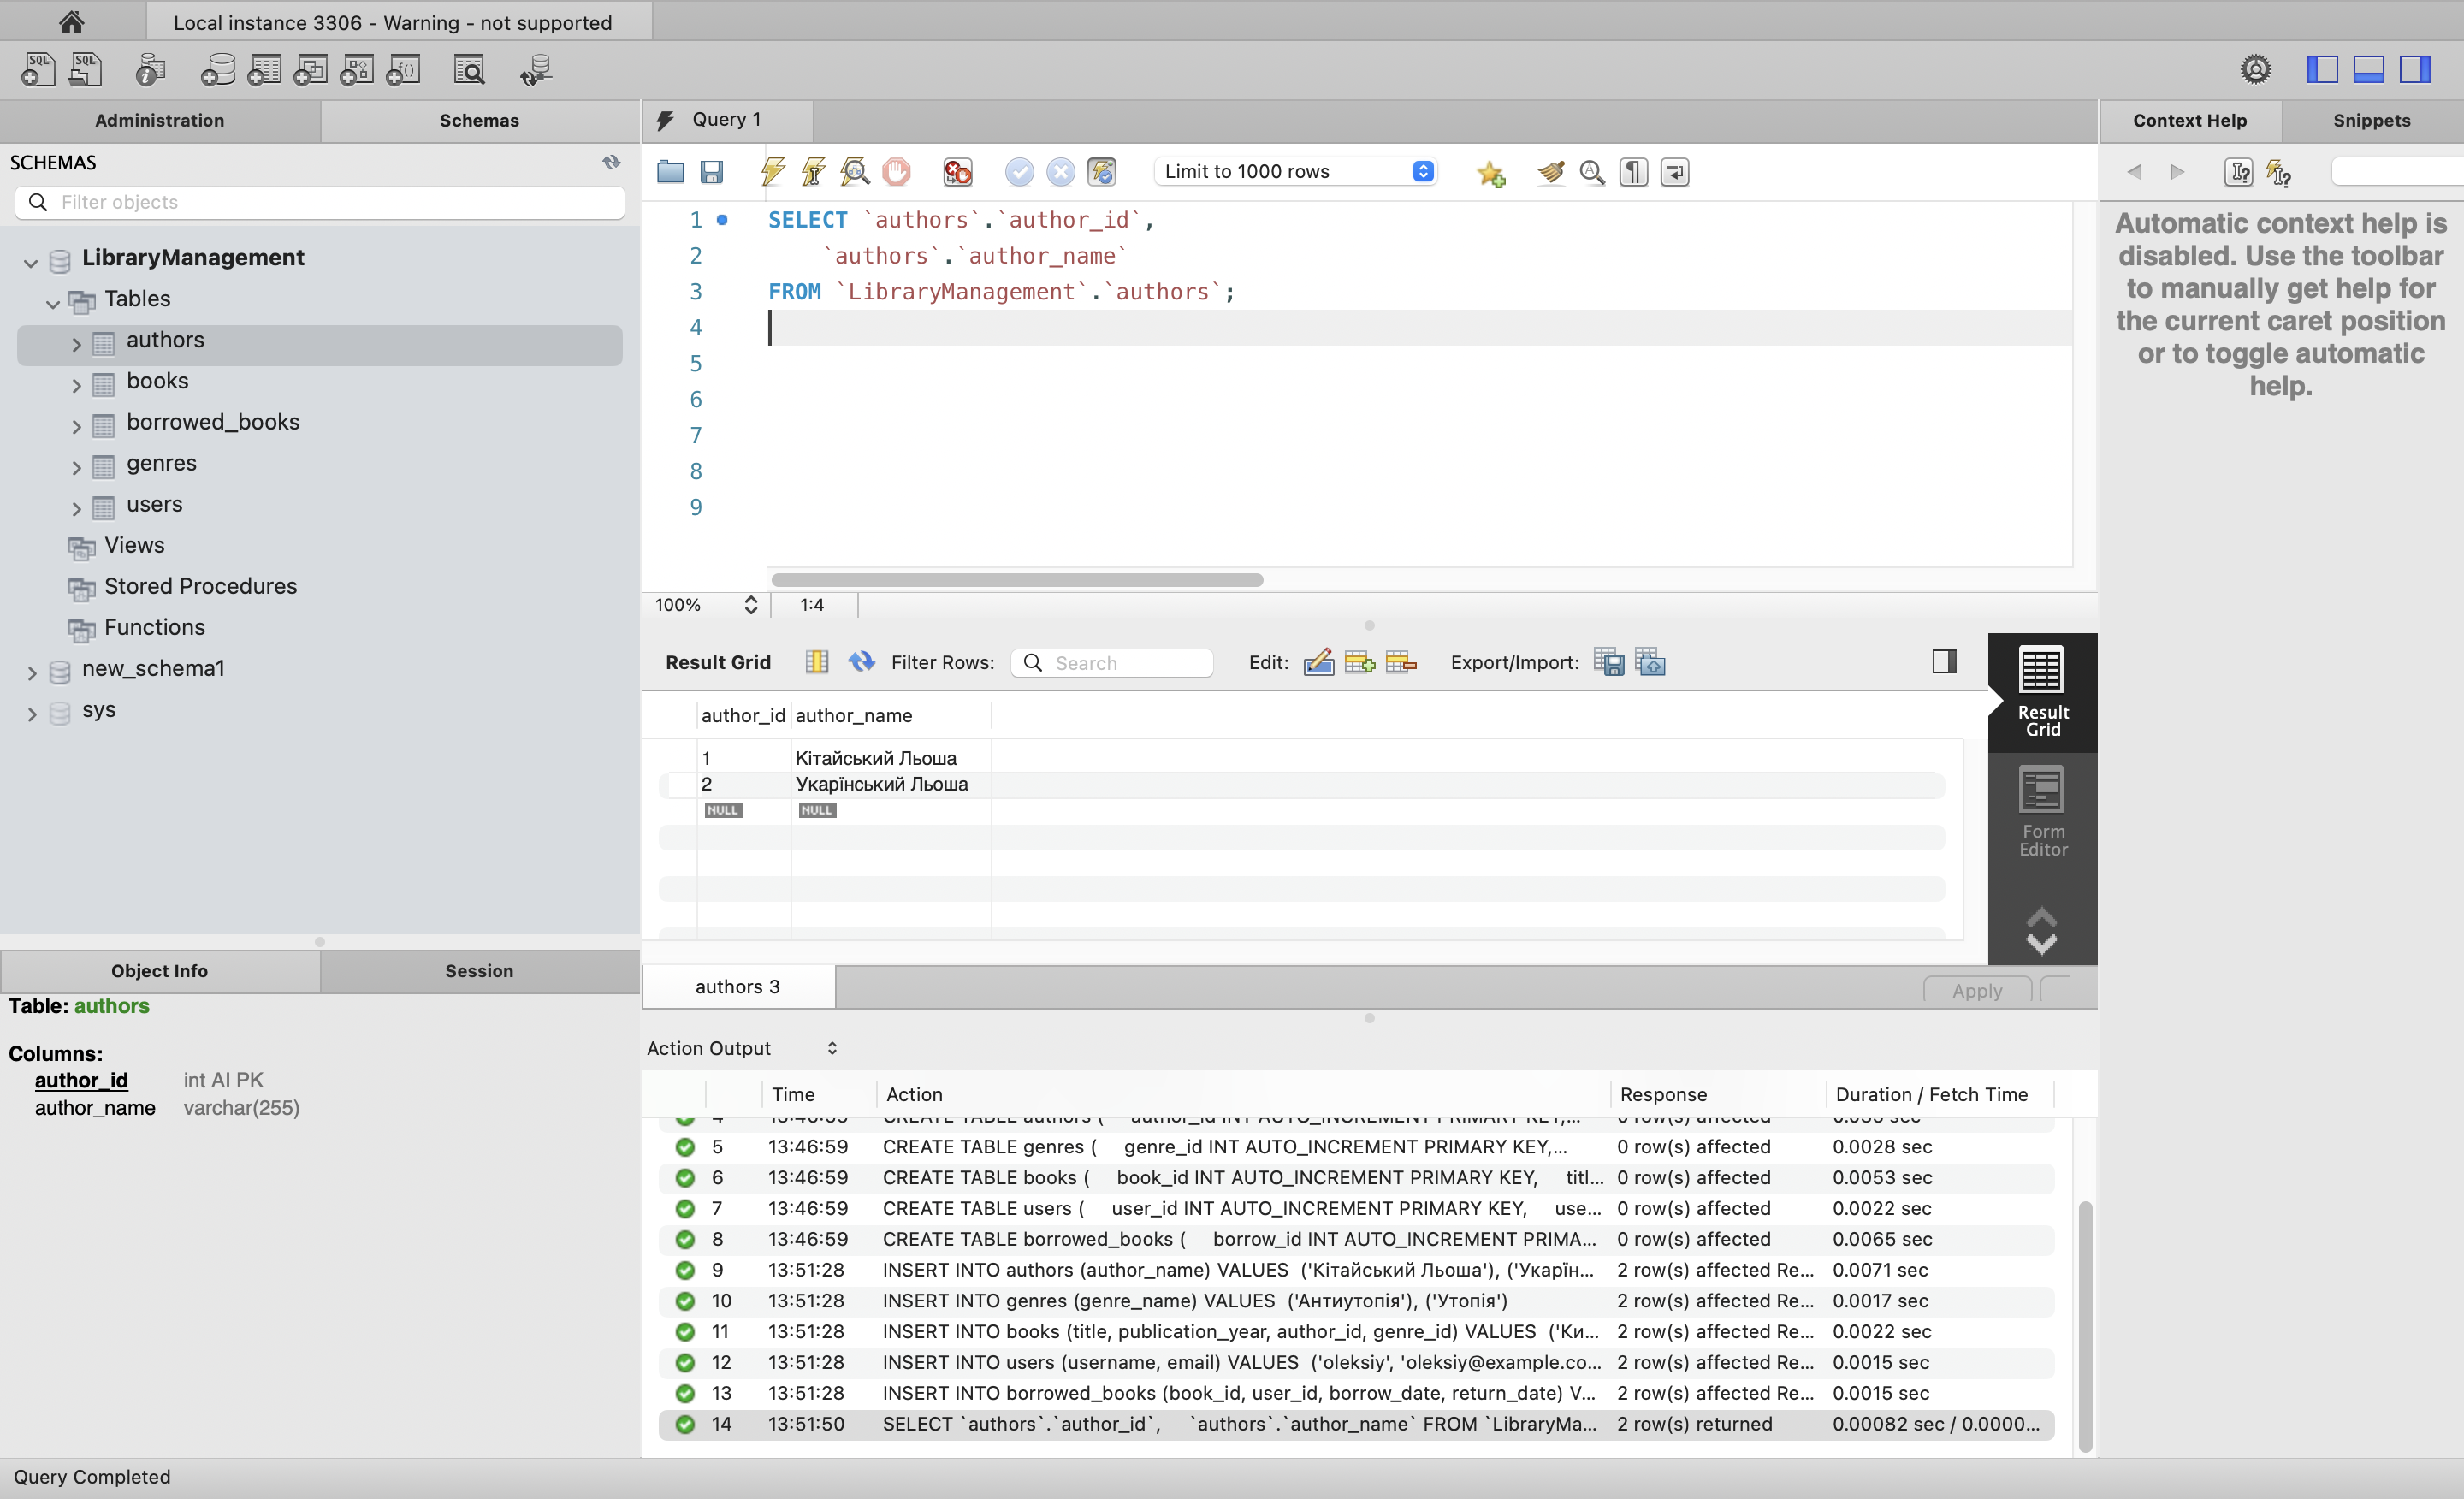 Local instance 3306 - Warning - not supported
SQL
SQL
Administration
Schemas
SCHEMAS
Filter objects
LibraryManagement
Tables
authors
books
borrowed_books
genres
users
Views
Stored Procedures
Functions
new_schema1
sys
Object Info
Session
Table: authors
Columns:
author_id int AI PK
author_name varchar(255)
Query Completed
Query 1
Limit to 1000 rows
1 SELECT `authors`.`author_id`,
2 `authors`.`author_name`
3 FROM `LibraryManagement`.`authors`;
4
5
6
7
8
9
100% 1:4
Result Grid Filter Rows: Search Edit: Export/Import:
author_id author_name
1 Кітайський Льоша
2 Укарїнський Льоша
NULL NULL
Result
Grid
Form
Editor
authors 3
Apply
Action Output
Time Action Response Duration / Fetch Time
5 13:46:59 CREATE TABLE genres ( genre_id INT AUTO_INCREMENT PRIMARY KEY,... 0 row(s) affected 0.0028 sec
6 13:46:59 CREATE TABLE books ( book_id INT AUTO_INCREMENT PRIMARY KEY, titl... 0 row(s) affected 0.0053 sec
7 13:46:59 CREATE TABLE users ( user_id INT AUTO_INCREMENT PRIMARY KEY, use... 0 row(s) affected 0.0022 sec
8 13:46:59 CREATE TABLE borrowed_books ( borrow_id INT AUTO_INCREMENT PRIMA... 0 row(s) affected 0.0065 sec
9 13:51:28 INSERT INTO authors (author_name) VALUES ('Кітайський Льоша'), ('Укарїн... 2 row(s) affected Re... 0.0071 sec
10 13:51:28 INSERT INTO genres (genre_name) VALUES ('Антиутопія'), ('Утопія') 2 row(s) affected Re... 0.0017 sec
11 13:51:28 INSERT INTO books (title, publication_year, author_id, genre_id) VALUES ('Ки... 2 row(s) affected Re... 0.0022 sec
12 13:51:28 INSERT INTO users (username, email) VALUES ('oleksiy', 'oleksiy@example.co... 2 row(s) affected Re... 0.0015 sec
13 13:51:28 INSERT INTO borrowed_books (book_id, user_id, borrow_date, return_date) V... 2 row(s) affected Re... 0.0015 sec
14 13:51:50 SELECT `authors`.`author_id`, `authors`.`author_name` FROM `LibraryMa... 2 row(s) returned 0.00082 sec / 0.0000...
Context Help
Snippets
Automatic context help is
disabled. Use the toolbar
to manually get help for
the current caret position
or to toggle automatic
help.